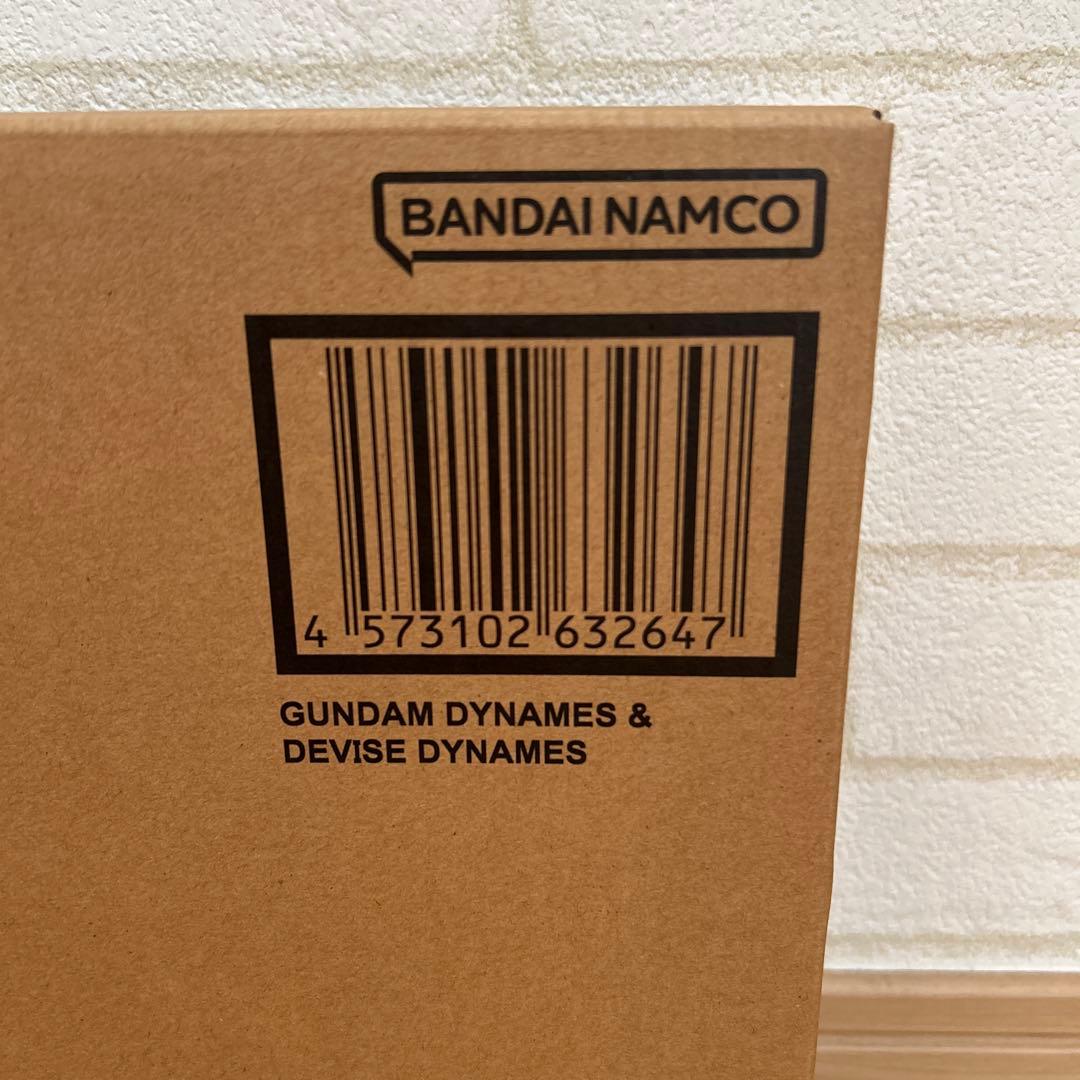 BANDAI NAMCO
4 573102 632647
GUNDAM DYNAMES &
DEVISE DYNAMES